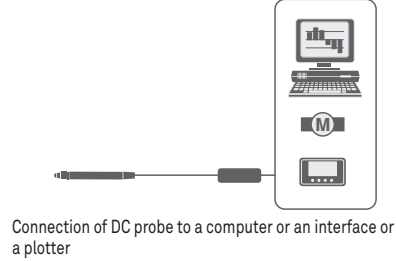 M
Connection of DC probe to a computer or an interface or
a plotter